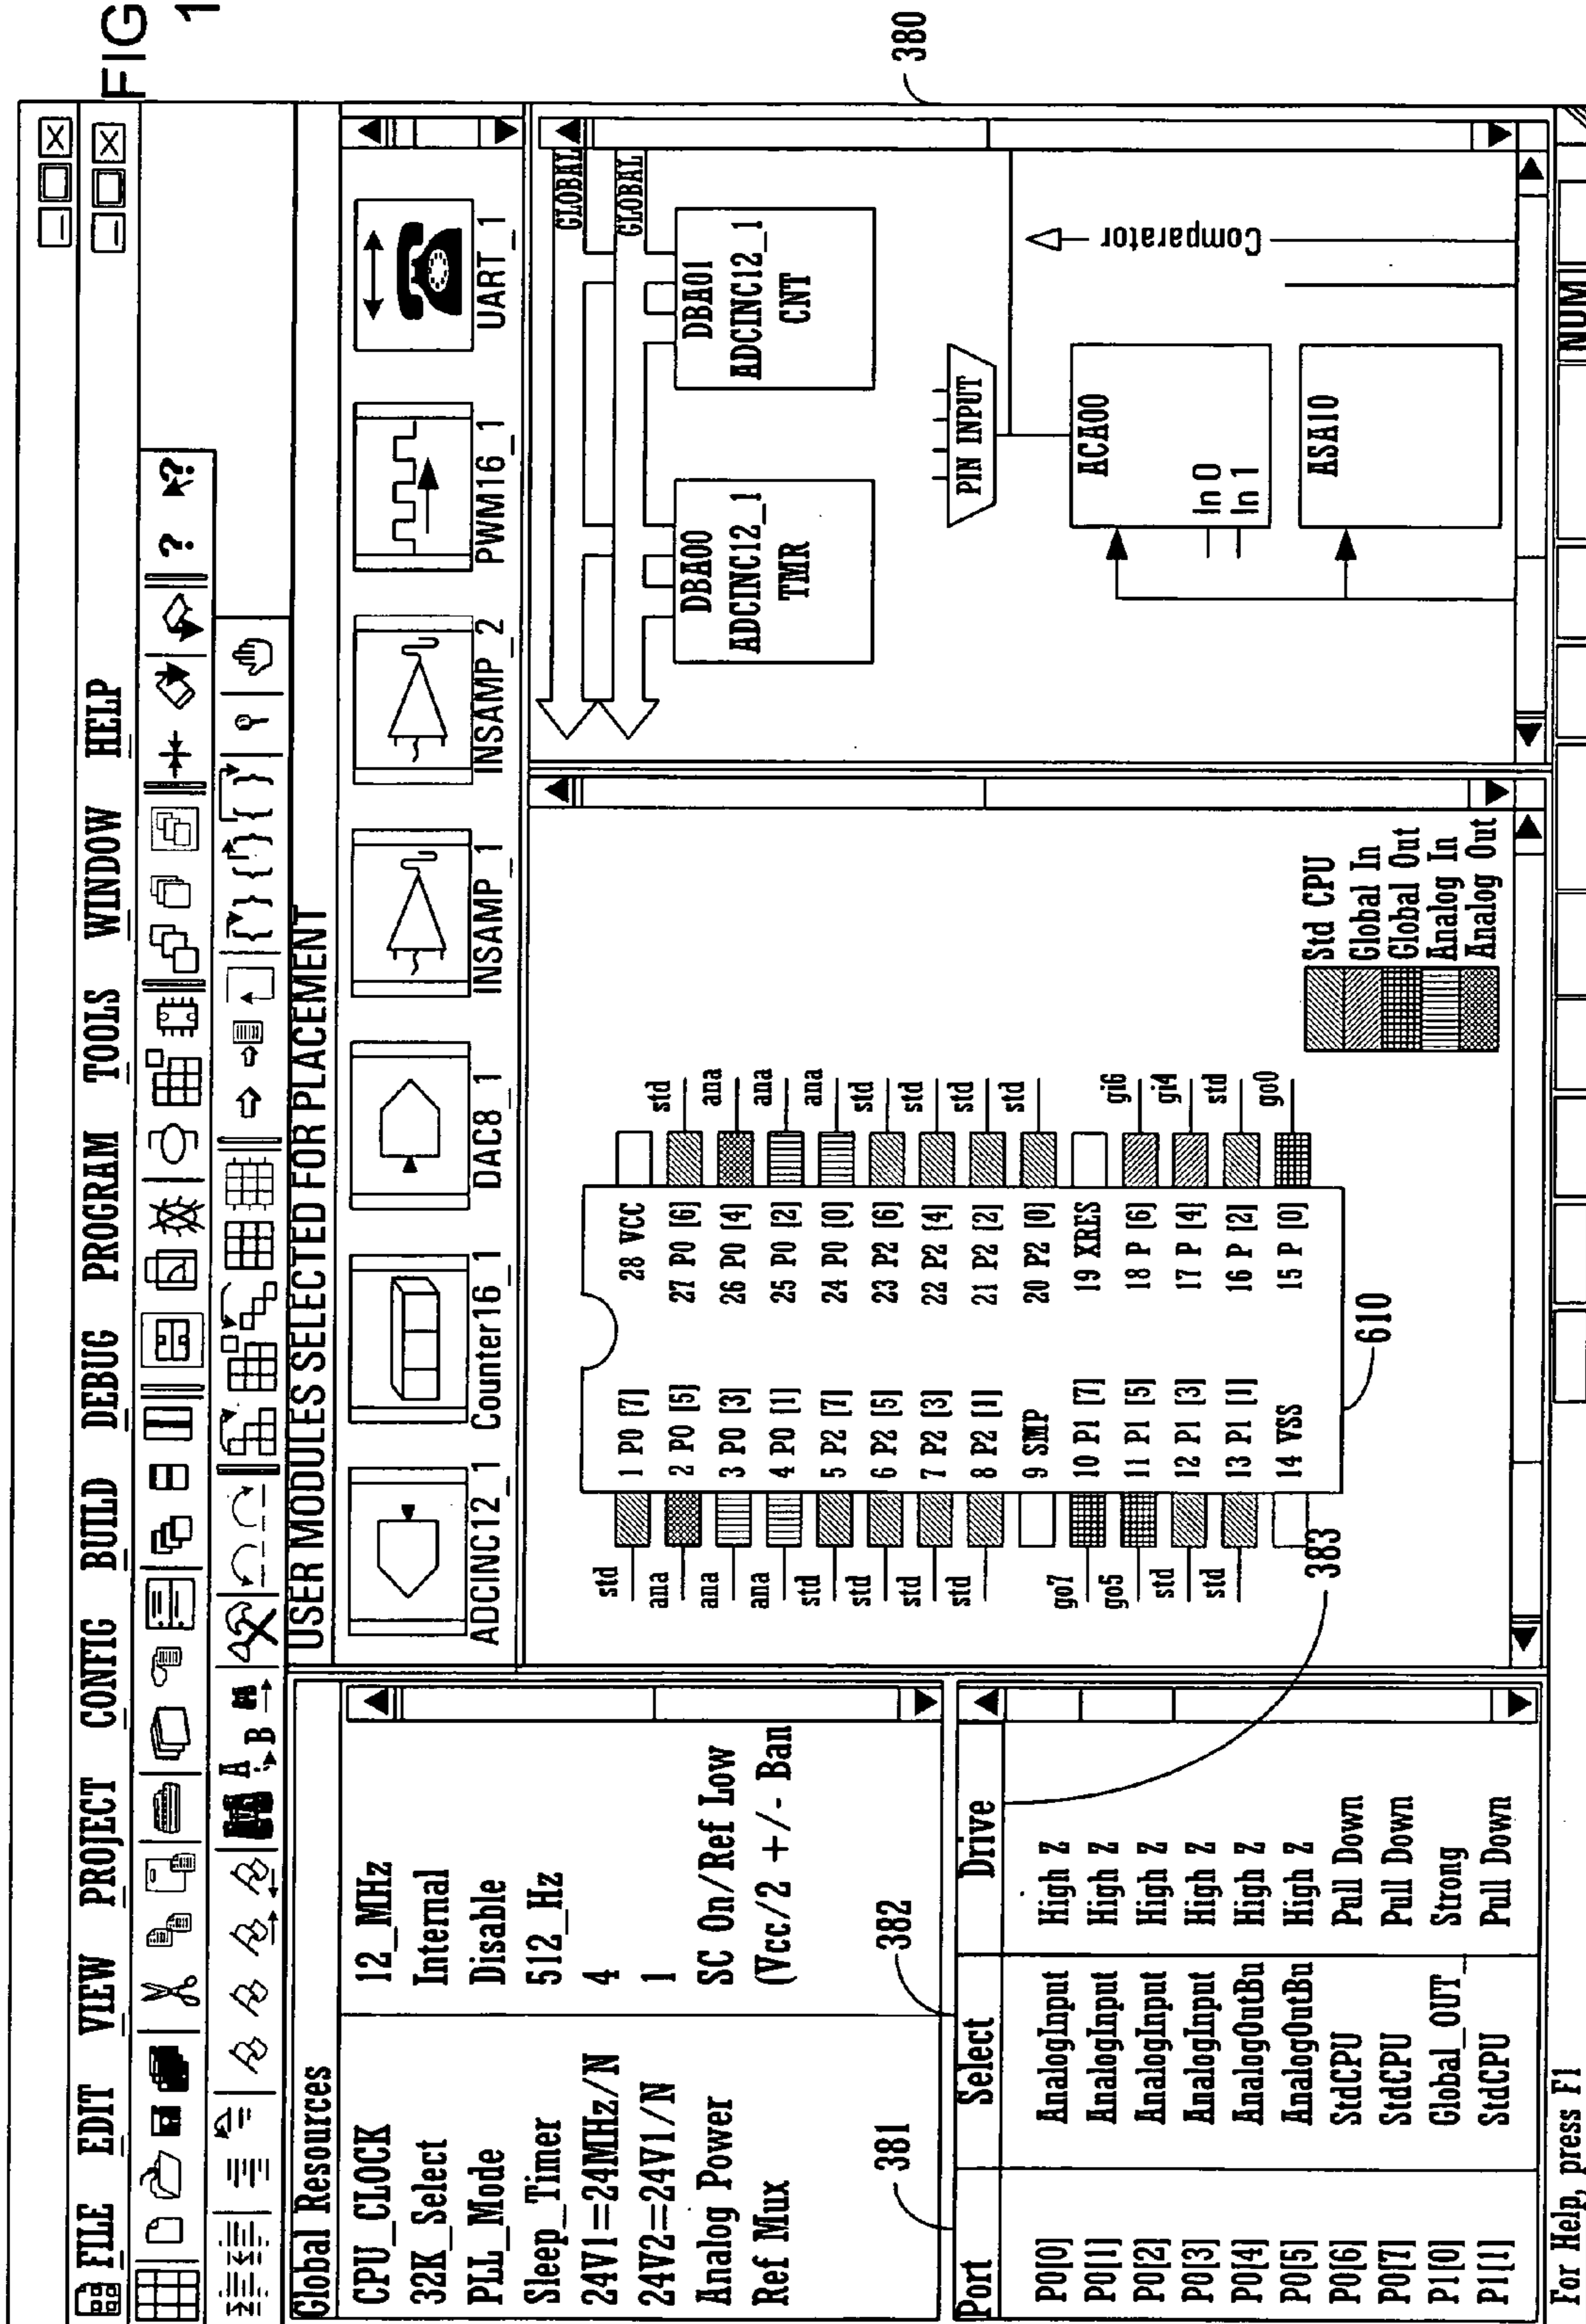 FIG
1
FILE EDIT VIEW PROJECT CONFIG BUILD DEBUG PROGRAM TOOLS WINDOW HELP
? ?
A B
Global Resources
CPU_CLOCK 12_MHz
32K_Select Internal
PLL_Mode Disable
Sleep_Timer 512_Hz
24V1=24MHz/N 4
24V2=24V1/N 1
Analog Power SC On/Ref Low
Ref Mux (Vcc/2 +/- Ban
381
382
383
Port Select Drive
P0[0] AnalogInput High Z
P0[1] AnalogInput High Z
P0[2] AnalogInput High Z
P0[3] AnalogInput High Z
P0[4] AnalogOutBu High Z
P0[5] AnalogOutBu High Z
P0[6] StdCPU Pull Down
P0[7] StdCPU Pull Down
P1[0] Global_OUT_ Strong
P1[1] StdCPU Pull Down
USER MODULES SELECTED FOR PLACEMENT
ADCINC12_1 Counter16_1 DAC8_1 INSAMP_1 INSAMP_2 PWM16_1 UART_1
std 1 P0 [7] 28 VCC
ana 2 P0 [5] 27 P0 [6] std
ana 3 P0 [3] 26 P0 [4] ana
ana 4 P0 [1] 25 P0 [2] ana
std 5 P2 [7] 24 P0 [0] ana
std 6 P2 [5] 23 P2 [6] std
std 7 P2 [3] 22 P2 [4] std
std 8 P2 [1] 21 P2 [2] std
9 SMP 20 P2 [0] std
go7 10 P1 [7] 19 XRES
go5 11 P1 [5] 18 P [6] gi6
std 12 P1 [3] 17 P [4] gi4
std 13 P1 [1] 16 P [2] std
14 VSS 15 P [0] go0
610
Std CPU
Global In
Global Out
Analog In
Analog Out
GLOBAL
GLOBAL
DBA00
ADCINC12_1
TMR
DBA01
ADCINC12_1
CNT
PIN INPUT
ACA00
In 0
In 1
ASA10
Comparator
380
For Help, press F1
NUM